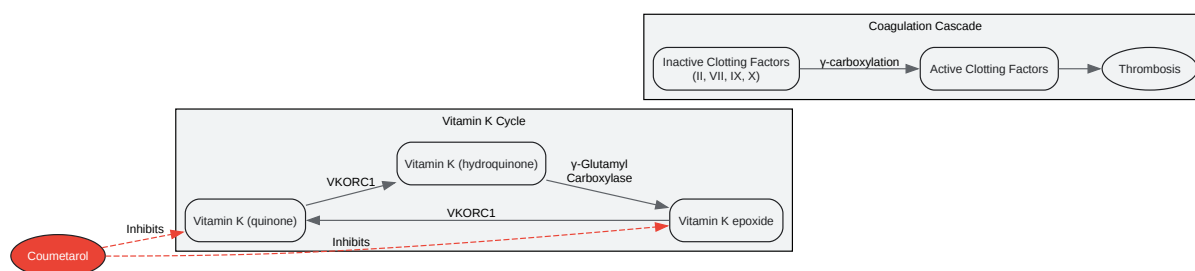 Coagulation Cascade
Inactive Clotting Factors
(II, VII, IX, X)
γ-carboxylation
Active Clotting Factors
Thrombosis
Vitamin K Cycle
Vitamin K (hydroquinone)
γ-Glutamyl
Carboxylase
VKORC1
Vitamin K (quinone)
VKORC1
Vitamin K epoxide
Inhibits
Inhibits
Coumetarol